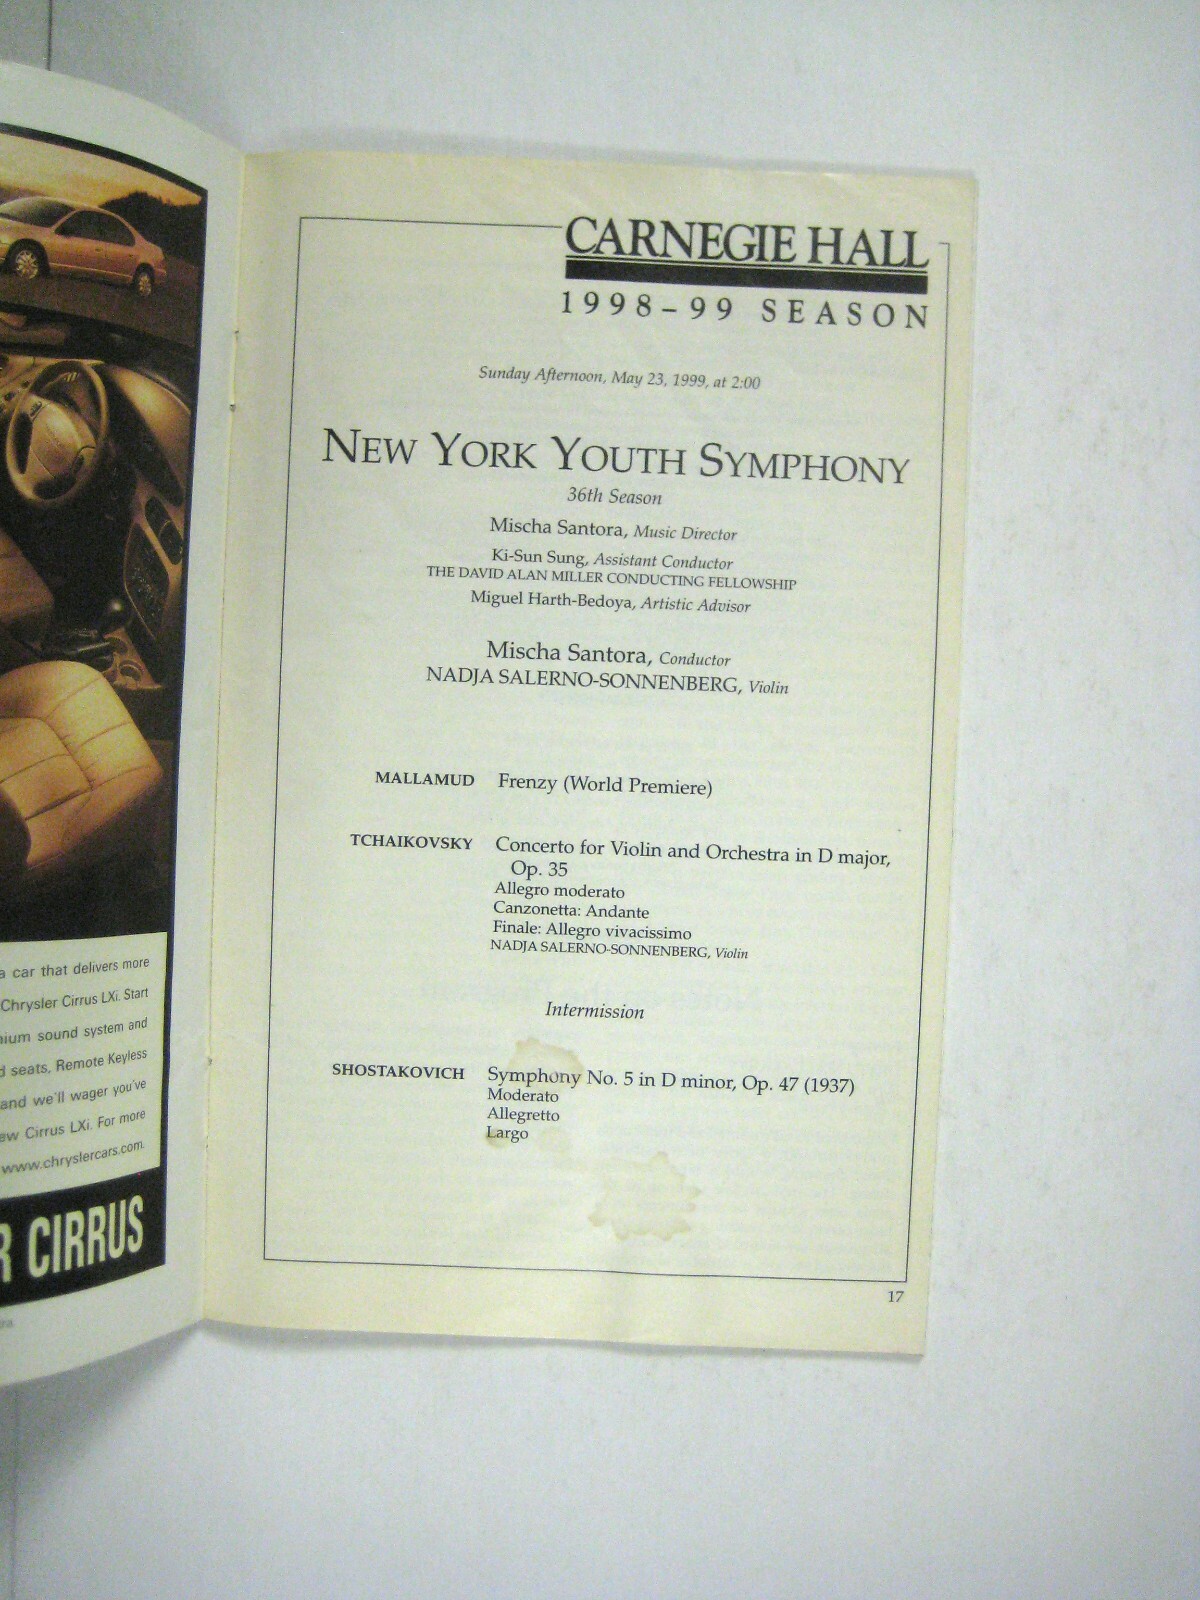 a car that delivers more
Chrysler Cirrus LXi. Start
sound system and
seats, Remote Keyless
and we'll wager you've
Cirrus LXi. For more
www.chryslercars.com.
CIRRUS
CARNEGIE HALL
1998–99 SEASON
Sunday Afternoon, May 23, 1999, at 2:00
NEW YORK YOUTH SYMPHONY
36th Season
Mischa Santora, Music Director
Ki-Sun Sung, Assistant Conductor
THE DAVID ALAN MILLER CONDUCTING FELLOWSHIP
Miguel Harth-Bedoya, Artistic Advisor
Mischa Santora, Conductor
NADJA SALERNO-SONNENBERG, Violin
MALLAMUD Frenzy (World Premiere)
TCHAIKOVSKY Concerto for Violin and Orchestra in D major,
Op. 35
Allegro moderato
Canzonetta: Andante
Finale: Allegro vivacissimo
NADJA SALERNO-SONNENBERG, Violin
Intermission
SHOSTAKOVICH Symphony No. 5 in D minor, Op. 47 (1937)
Moderato
Allegretto
Largo
17